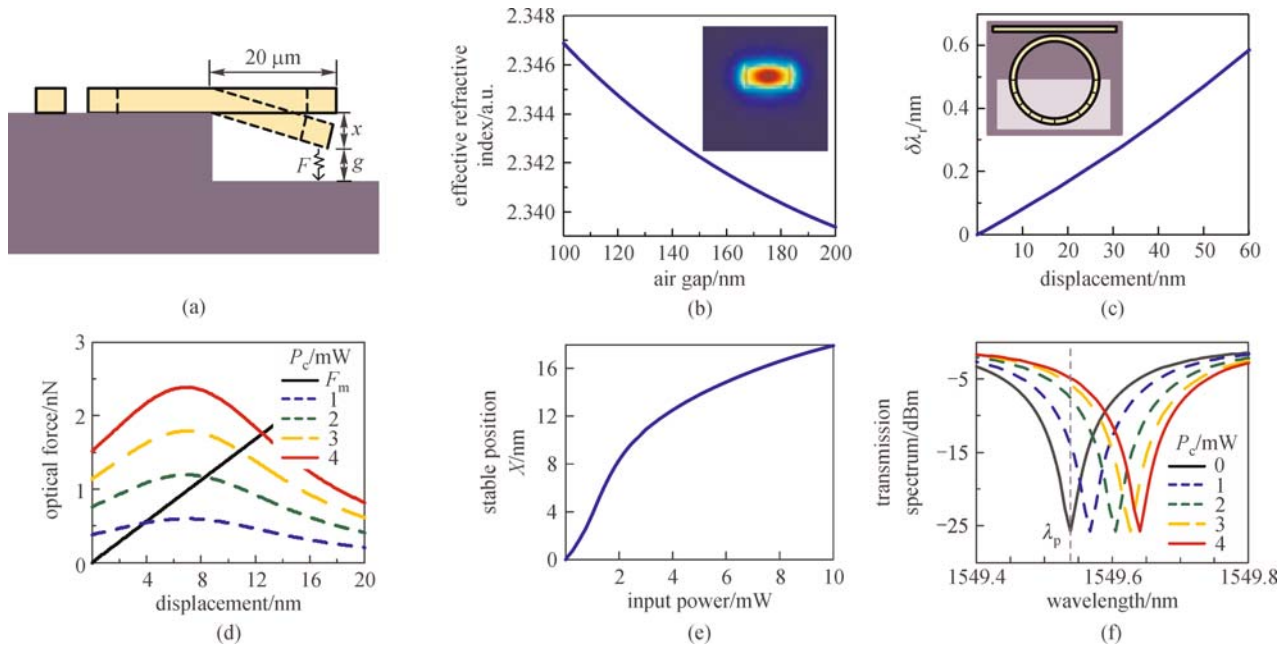 20 μm
x
F
g
(a)
effective refractive
index/a.u.
2.348
2.346
2.344
2.342
2.340
100 120 140 160 180 200
air gap/nm
(b)
δλr/nm
0.6
0.4
0.2
0
10 20 30 40 50 60
displacement/nm
(c)
optical force/nN
3
2
1
0
Pc/mW
Fm
1
2
3
4
4 8 12 16 20
displacement/nm
(d)
stable position
X/nm
16
12
8
4
0
2 4 6 8 10
input power/mW
(e)
transmission
spectrum/dBm
−5
−15
−25
λp
Pc/mW
0
1
2
3
4
1549.4 1549.6 1549.8
wavelength/nm
(f)